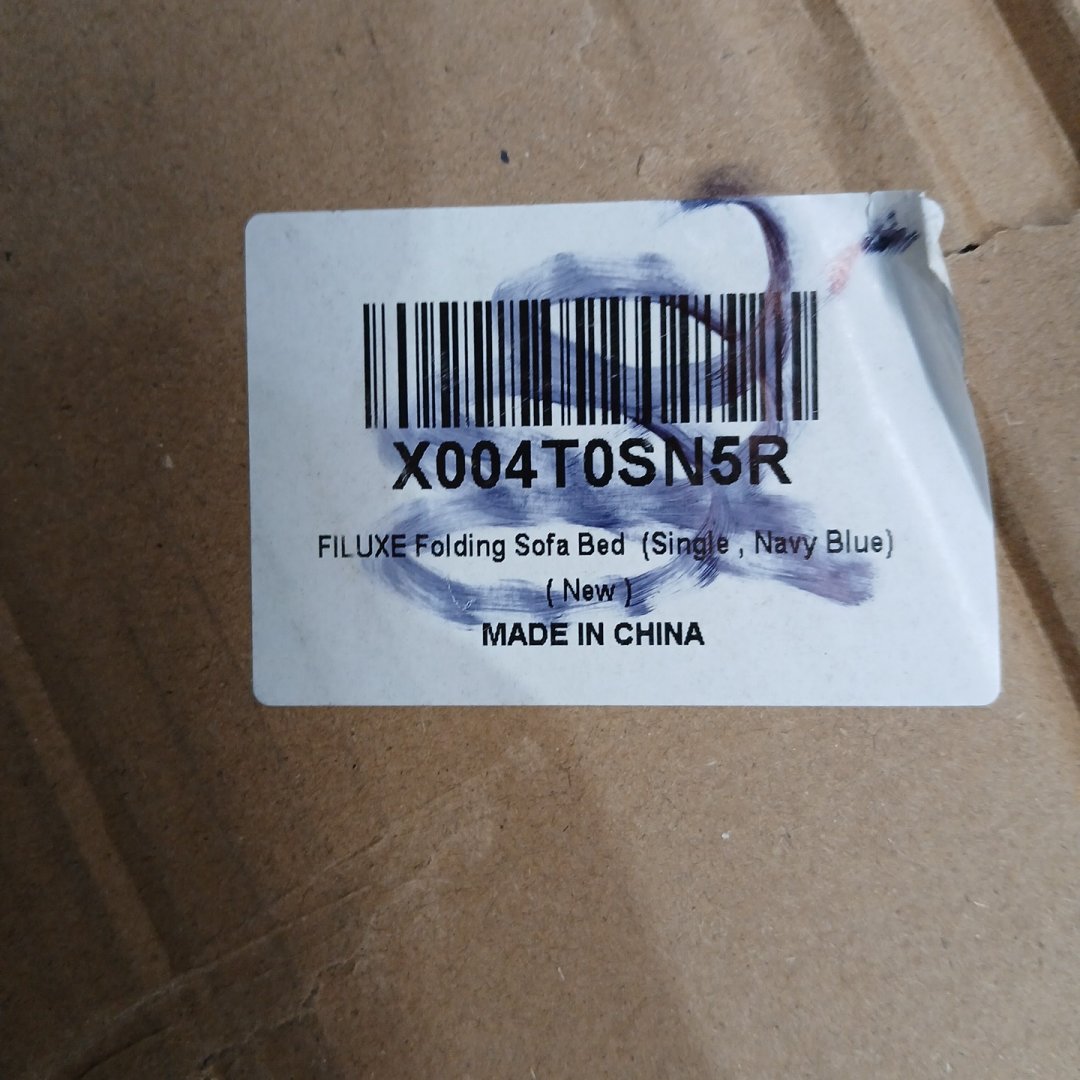 X004T0SN5R
FILUXE Folding Sofa Bed (Single , Navy Blue)
( New )
MADE IN CHINA